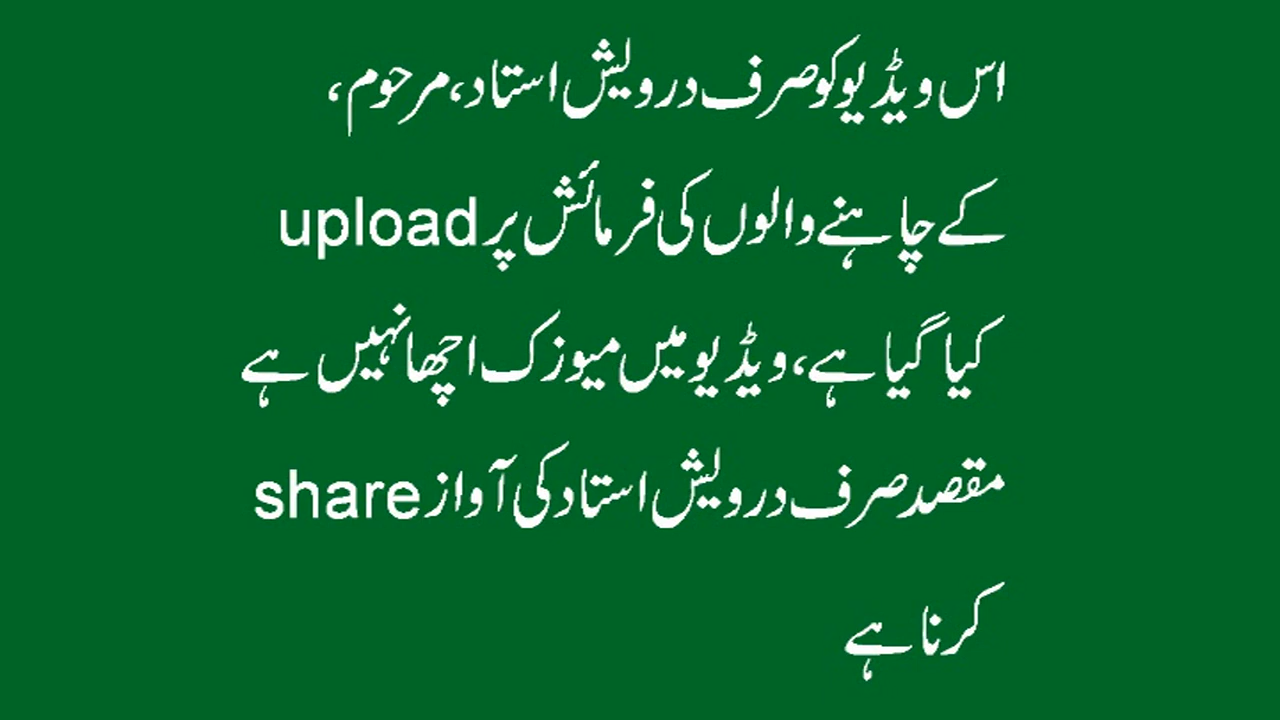 اس ویڈیو کو صرف درویش استاد، مرحوم،
کے چاہنے والوں کی فرمائش پر upload
کیا گیا ہے، ویڈیو میں میوزک اچھا نہیں ہے
مقصد صرف درویش استاد کی آواز share
کرنا ہے